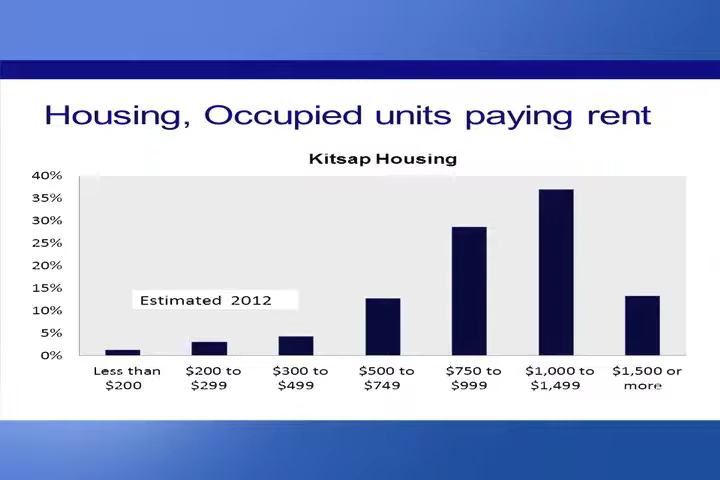 Housing, Occupied units paying rent
Kitsap Housing
40%
35%
30%
25%
20%
15%
10%
5%
0%
Estimated 2012
Less than $200
$200 to $299
$300 to $499
$500 to $749
$750 to $999
$1,000 to $1,499
$1,500 or more